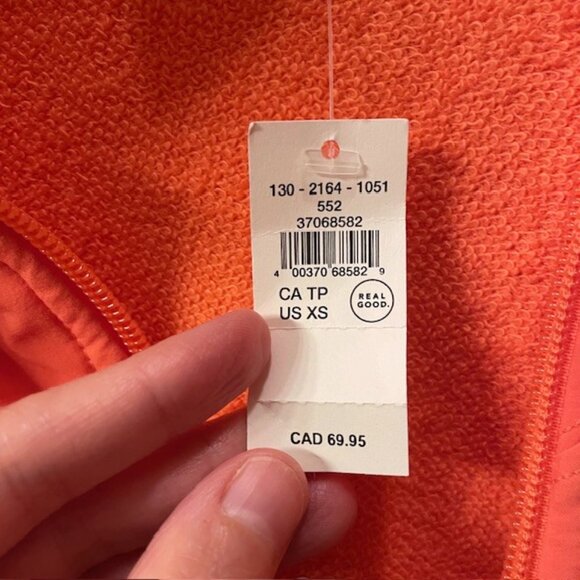 130 - 2164 - 1051
552
37068582
4 00370 68582 9
CA TP
US XS
REAL
GOOD.
CAD 69.95